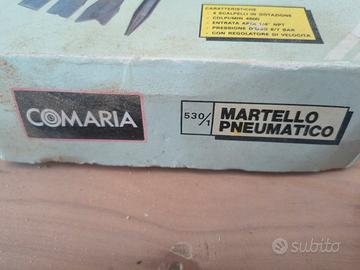 CARATTERISTICHE
• 4 SCALPELLI IN DOTAZIONE
• COLPI/MIN 4500
• ENTRATA ARIA 1/4" NPT
• PRESSIONE D'USO 6/7 BAR
• CON REGOLATORE DI VELOCITÀ
COMARIA
530/1
MARTELLO
PNEUMATICO
subito